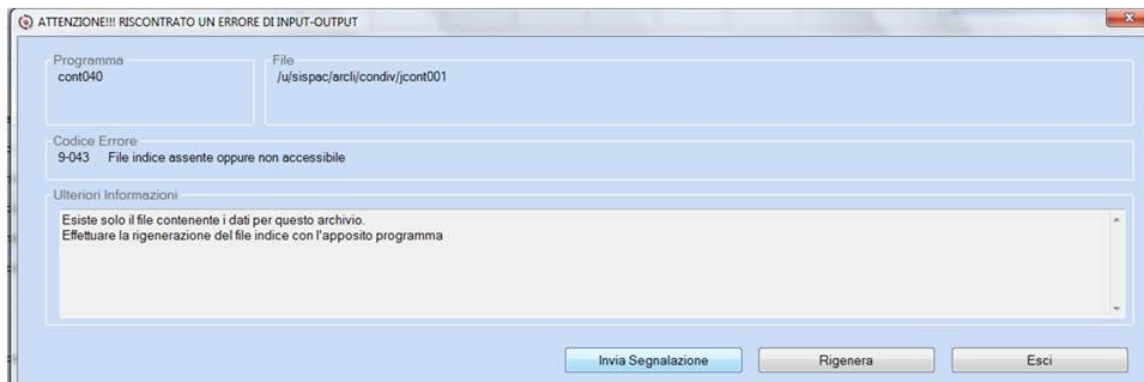 ATTENZIONE!!! RISCONTRATO UN ERRORE DI INPUT-OUTPUT
Programma
cont040
File
/u/sispac/arcli/condiv/jcont001
Codice Errore
9-043 File indice assente oppure non accessibile
Ulteriori Informazioni
Esiste solo il file contenente i dati per questo archivio.
Effettuare la rigenerazione del file indice con l'apposito programma
Invia Segnalazione
Rigenera
Esci